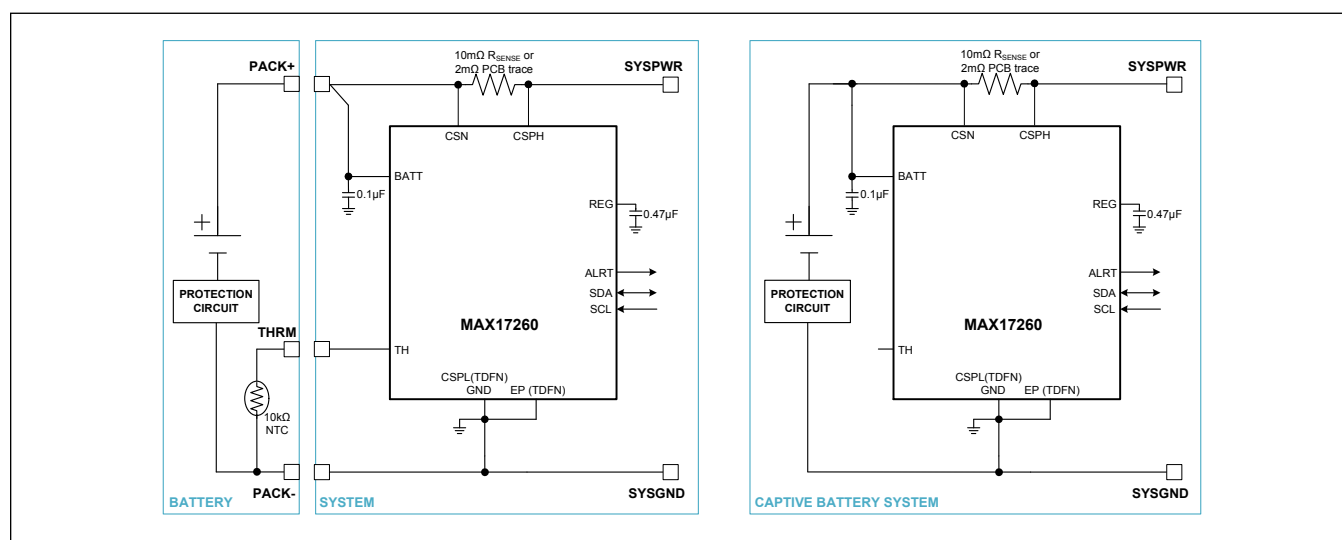 PACK+
10mΩ RSENSE or
2mΩ PCB trace
SYSPWR
CSN
CSPH
BATT
0.1µF
REG
0.47µF
+
PROTECTION
CIRCUIT
ALRT
SDA
SCL
MAX17260
THRM
TH
10kΩ
NTC
CSPL(TDFN)
GND
EP (TDFN)
BATTERY
PACK-
SYSTEM
SYSGND
10mΩ RSENSE or
2mΩ PCB trace
SYSPWR
CSN
CSPH
BATT
0.1µF
REG
0.47µF
+
PROTECTION
CIRCUIT
ALRT
SDA
SCL
MAX17260
TH
CSPL(TDFN)
GND
EP (TDFN)
SYSGND
CAPTIVE BATTERY SYSTEM